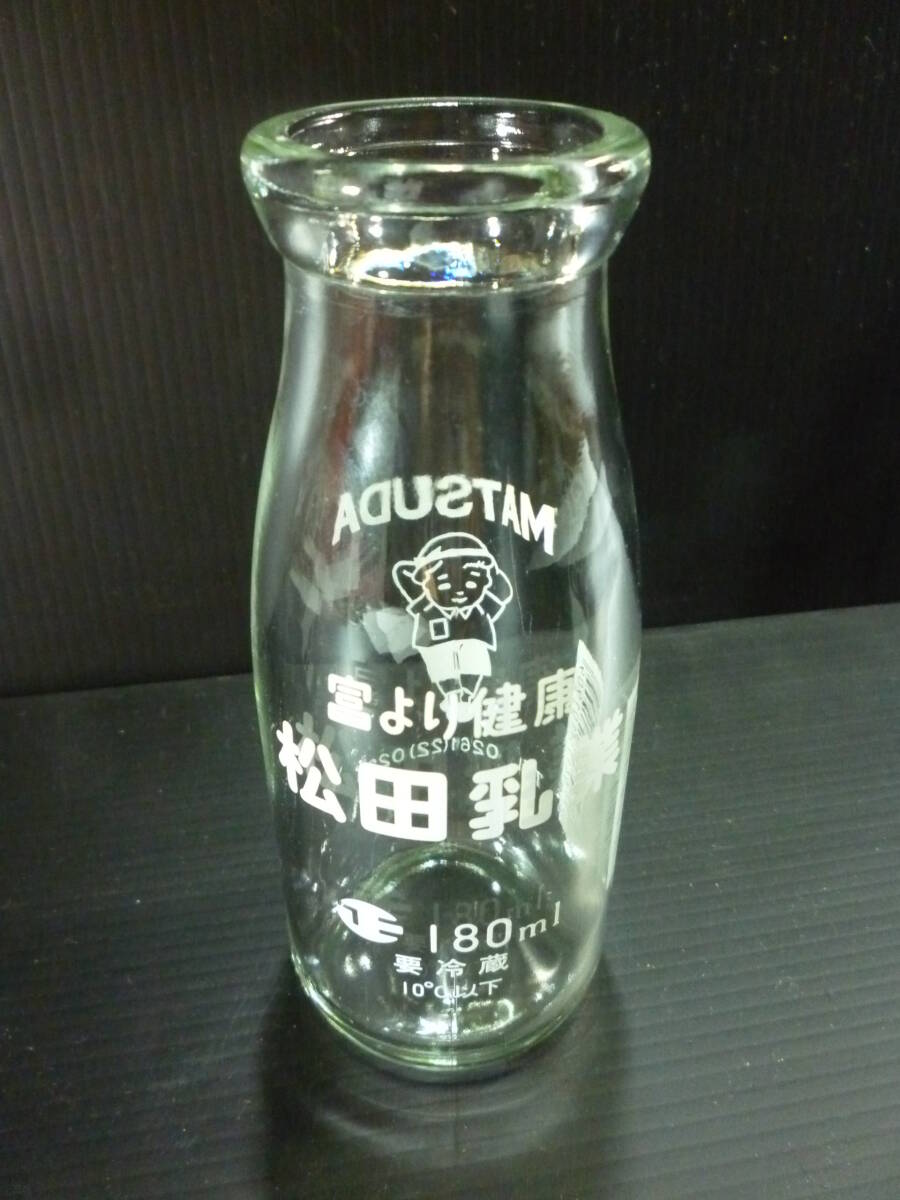 MATSUDA
富より健康
0261(22)02
松田乳業
正 180ml
要冷蔵
10°C以下